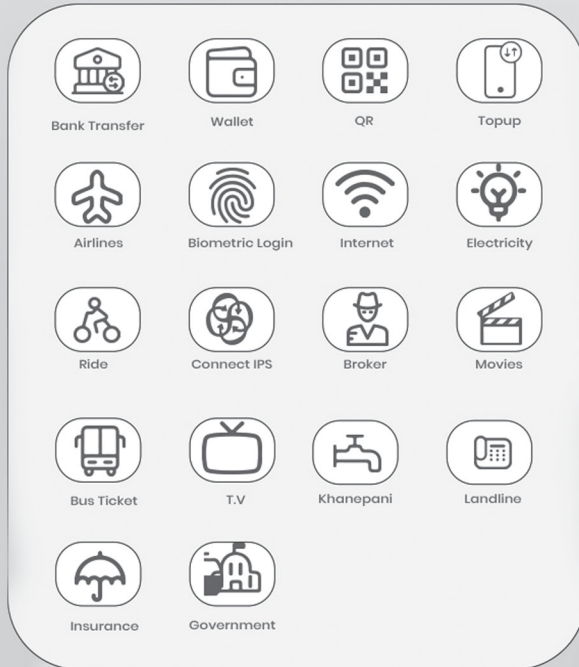 Bank Transfer
Wallet
QR
Topup
Airlines
Biometric Login
Internet
Electricity
Ride
Connect IPS
Broker
Movies
Bus Ticket
T.V
Khanepani
Landline
Insurance
Government